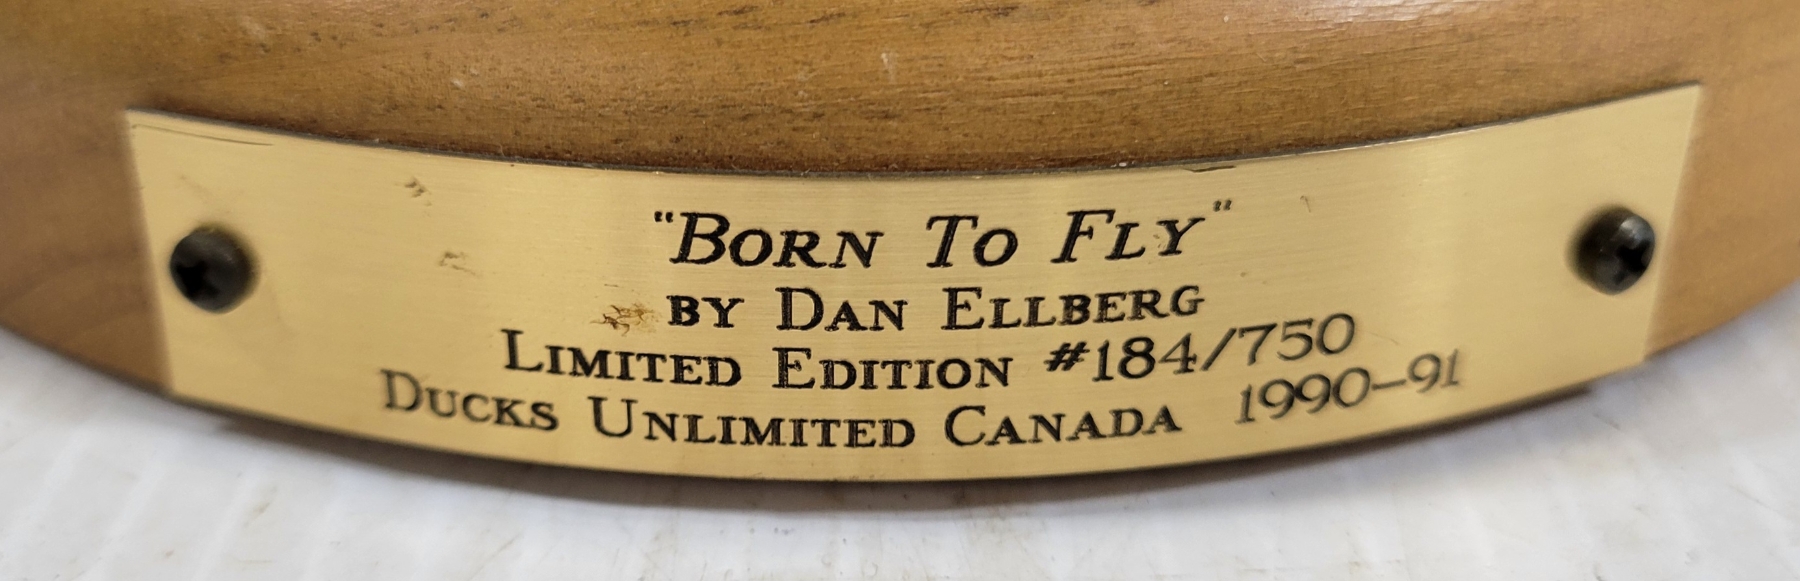 "Born To Fly"
by Dan Ellberg
Limited Edition #184/750
Ducks Unlimited Canada 1990-91